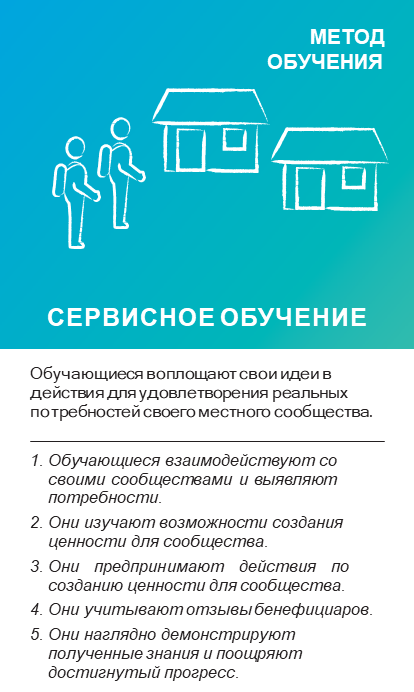 МЕТОД
ОБУЧЕНИЯ
СЕРВИСНОЕ ОБУЧЕНИЕ
Обучающиеся воплощают свои идеи в
действия для удовлетворения реальных
потребностей своего местного сообщества.
1. Обучающиеся взаимодействуют со
своими сообществами и выявляют
потребности.
2. Они изучают возможности создания
ценности для сообщества.
3. Они предпринимают действия по
созданию ценности для сообщества.
4. Они учитывают отзывы бенефициаров.
5. Они наглядно демонстрируют
полученные знания и поощряют
достигнутый прогресс.